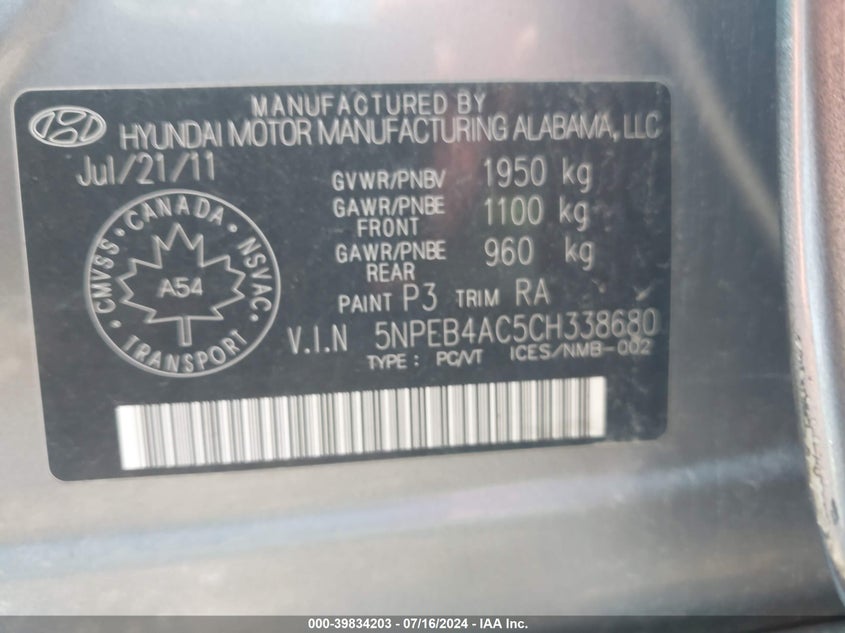 MANUFACTURED BY
HYUNDAI MOTOR MANUFACTURING ALABAMA, LLC
Jul/21/11
GVWR/PNBV 1950 kg
GAWR/PNBE FRONT 1100 kg
GAWR/PNBE REAR 960 kg
PAINT P3 TRIM RA
V.I.N 5NPEB4AC5CH338680
TYPE : PC/VT ICES/NMB-002
CMVSS · CANADA · NSVAC · TRANSPORT ·
A54
000-39834203 - 07/16/2024 - IAA Inc.